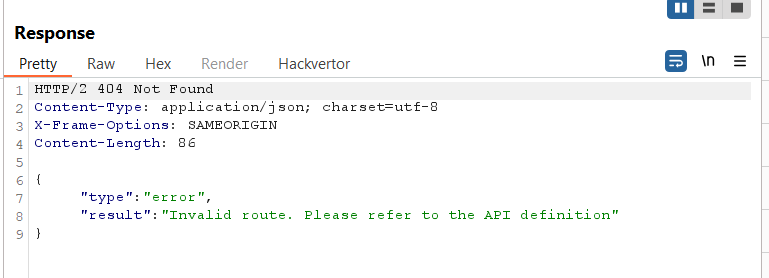 Response
Pretty Raw Hex Render Hackvertor \n
1 HTTP/2 404 Not Found
2 Content-Type: application/json; charset=utf-8
3 X-Frame-Options: SAMEORIGIN
4 Content-Length: 86
5
6 {
7 "type":"error",
8 "result":"Invalid route. Please refer to the API definition"
9 }